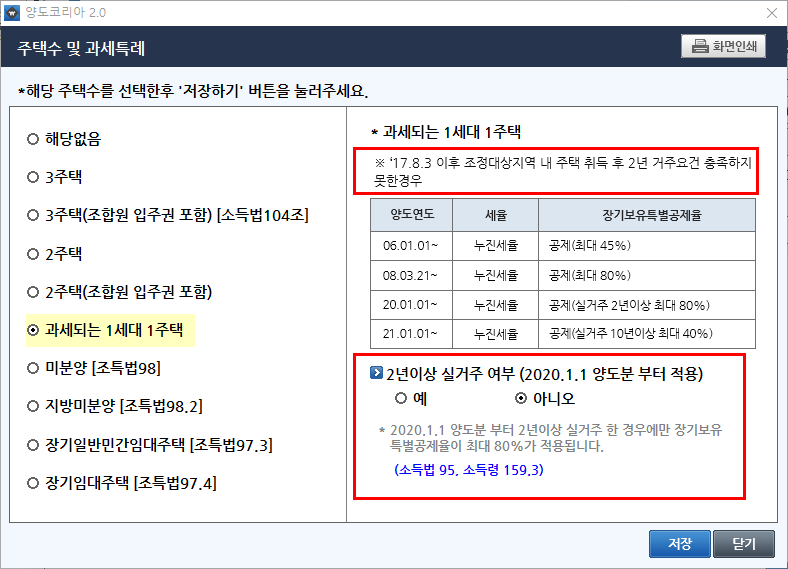 양도코리아 2.0
주택수 및 과세특례
화면인쇄
*해당 주택수를 선택한후 '저장하기' 버튼을 눌러주세요.
해당없음
3주택
3주택(조합원 입주권 포함) [소득법104조]
2주택
2주택(조합원 입주권 포함)
과세되는 1세대 1주택
미분양 [조특법98]
지방미분양 [조특법98.2]
장기일반민간임대주택 [조특법97.3]
장기임대주택 [조특법97.4]
* 과세되는 1세대 1주택
※ '17.8.3 이후 조정대상지역 내 주택 취득 후 2년 거주요건 충족하지
못한경우
양도연도 세율 장기보유특별공제율
06.01.01~ 누진세율 공제(최대 45%)
08.03.21~ 누진세율 공제(최대 80%)
20.01.01~ 누진세율 공제(실거주 2년이상 최대 80%)
21.01.01~ 누진세율 공제(실거주 10년이상 최대 40%)
2년이상 실거주 여부 (2020.1.1 양도분 부터 적용)
예 아니오
* 2020.1.1 양도분 부터 2년이상 실거주 한 경우에만 장기보유
특별공제율이 최대 80%가 적용됩니다.
(소득법 95, 소득령 159.3)
저장 닫기